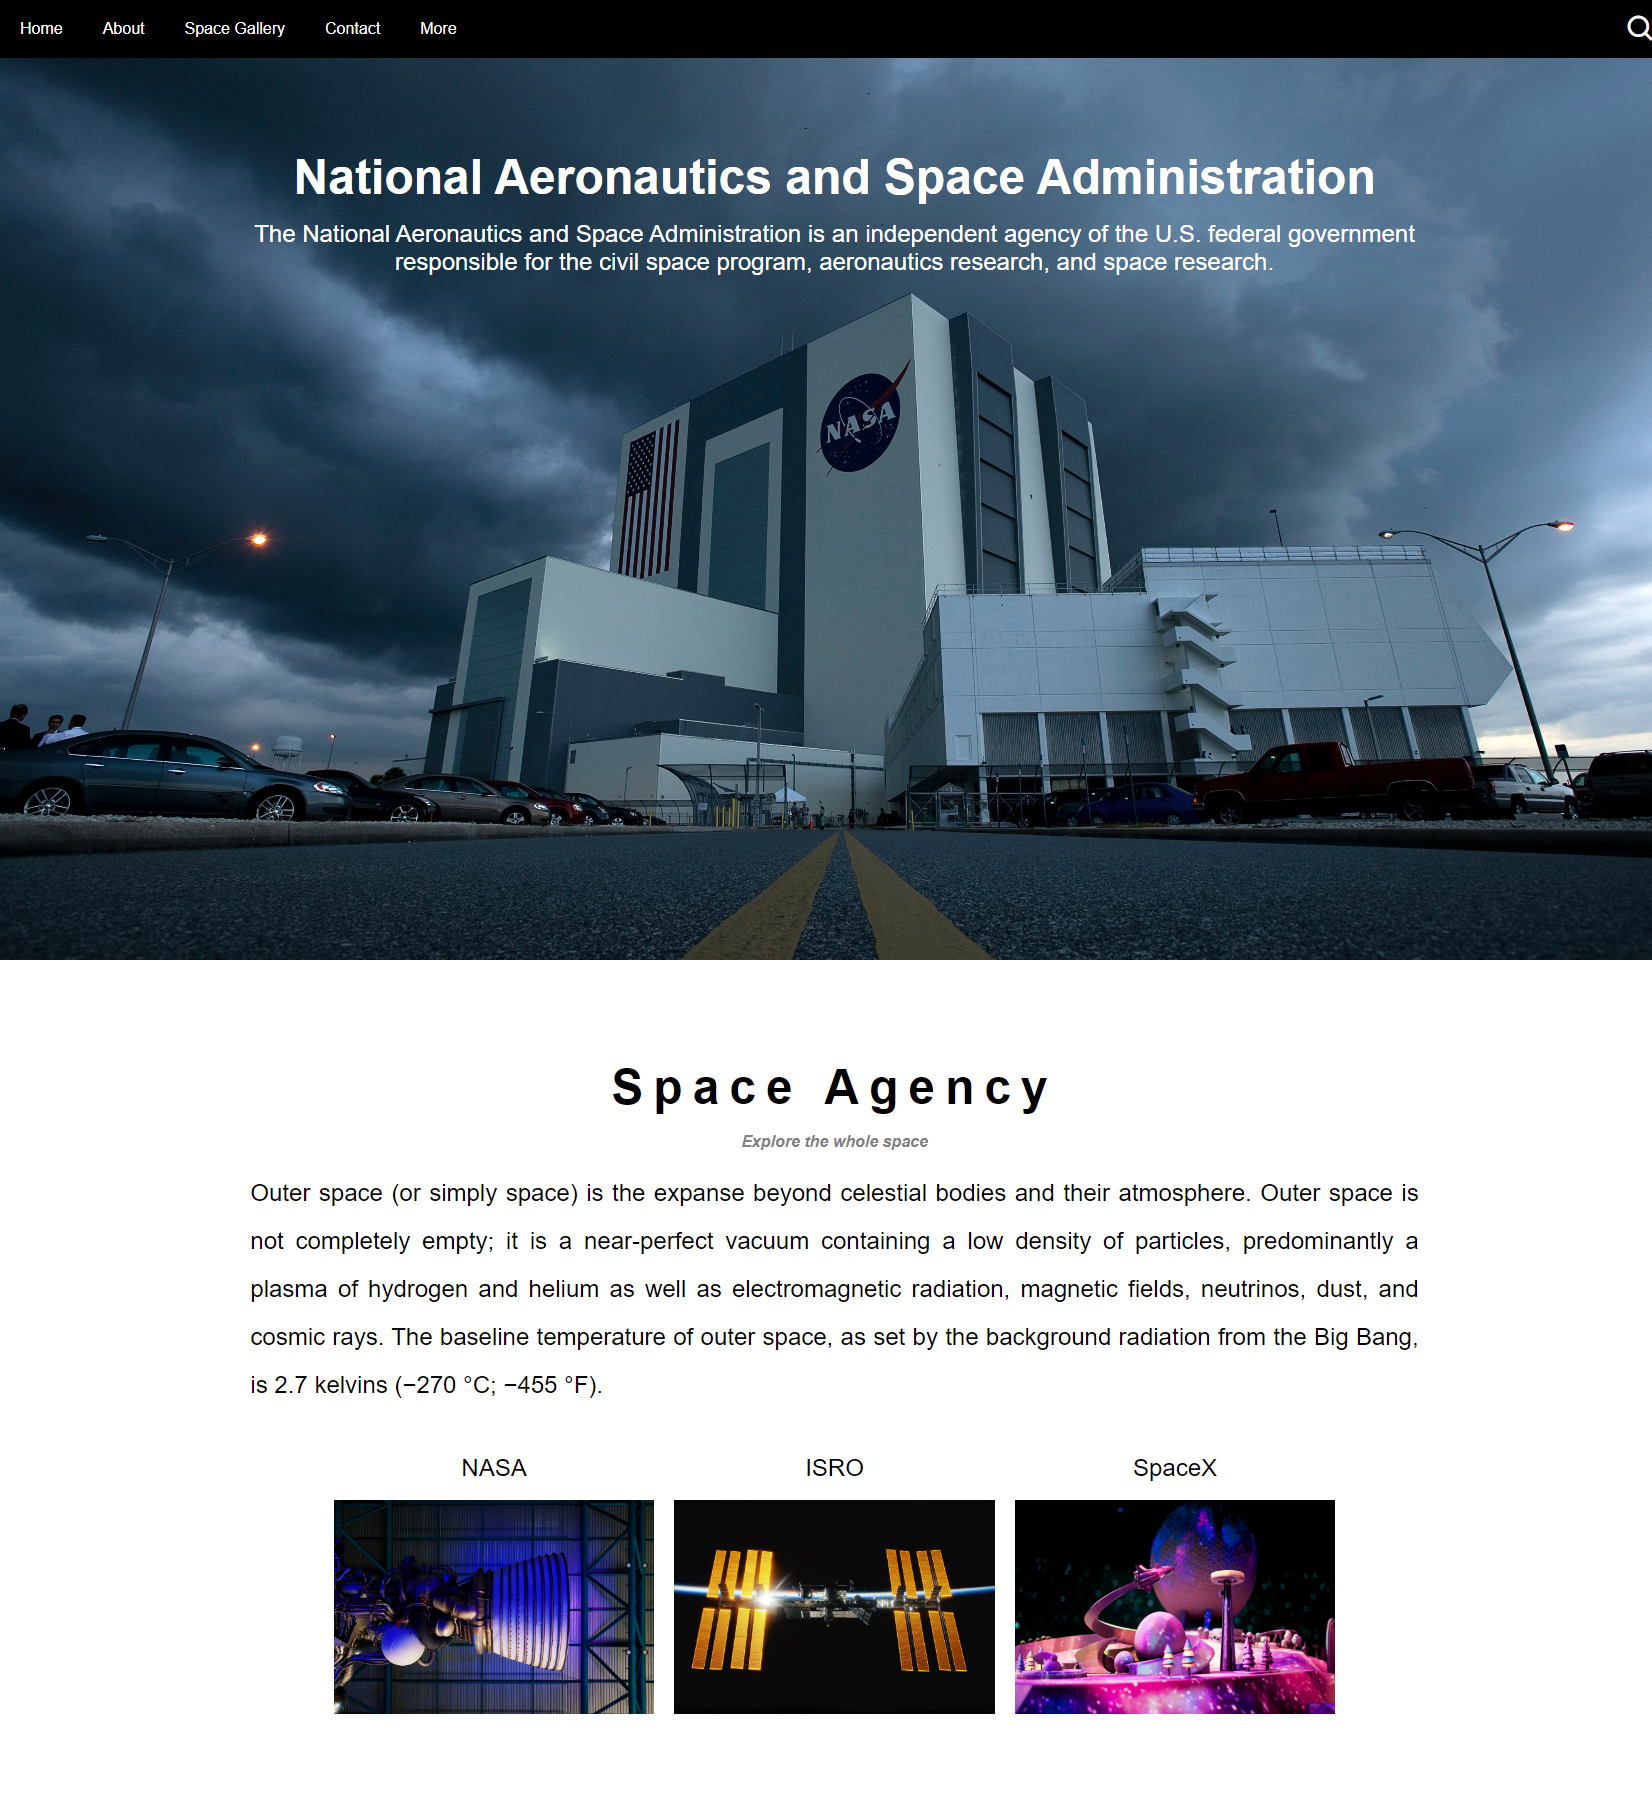 Home About Space Gallery Contact More
National Aeronautics and Space Administration
The National Aeronautics and Space Administration is an independent agency of the U.S. federal government
responsible for the civil space program, aeronautics research, and space research.
NASA
Space Agency
Explore the whole space
Outer space (or simply space) is the expanse beyond celestial bodies and their atmosphere. Outer space is
not completely empty; it is a near-perfect vacuum containing a low density of particles, predominantly a
plasma of hydrogen and helium as well as electromagnetic radiation, magnetic fields, neutrinos, dust, and
cosmic rays. The baseline temperature of outer space, as set by the background radiation from the Big Bang,
is 2.7 kelvins (−270 °C; −455 °F).
NASA ISRO SpaceX